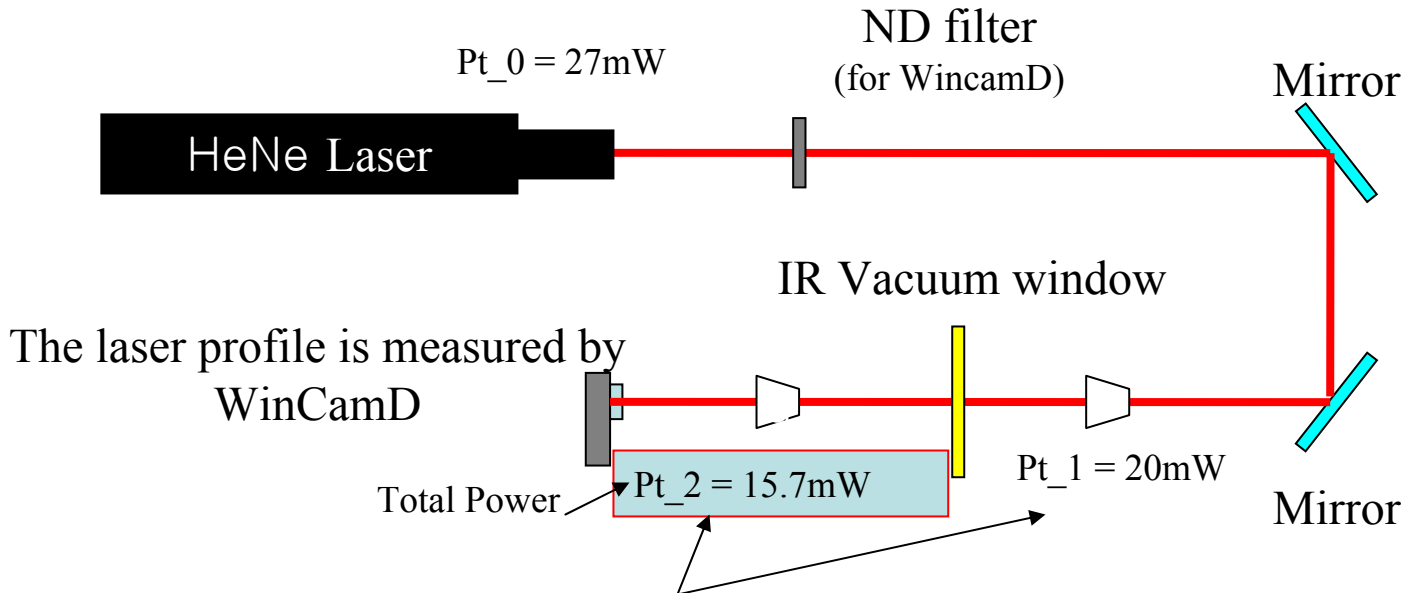 ND filter
Pt_0 = 27mW
(for WincamD)
Mirror
HeNe Laser
IR Vacuum window
The laser profile is measured by
WinCamD
Pt_1 = 20mW
Total Power
Pt_2 = 15.7mW
Mirror